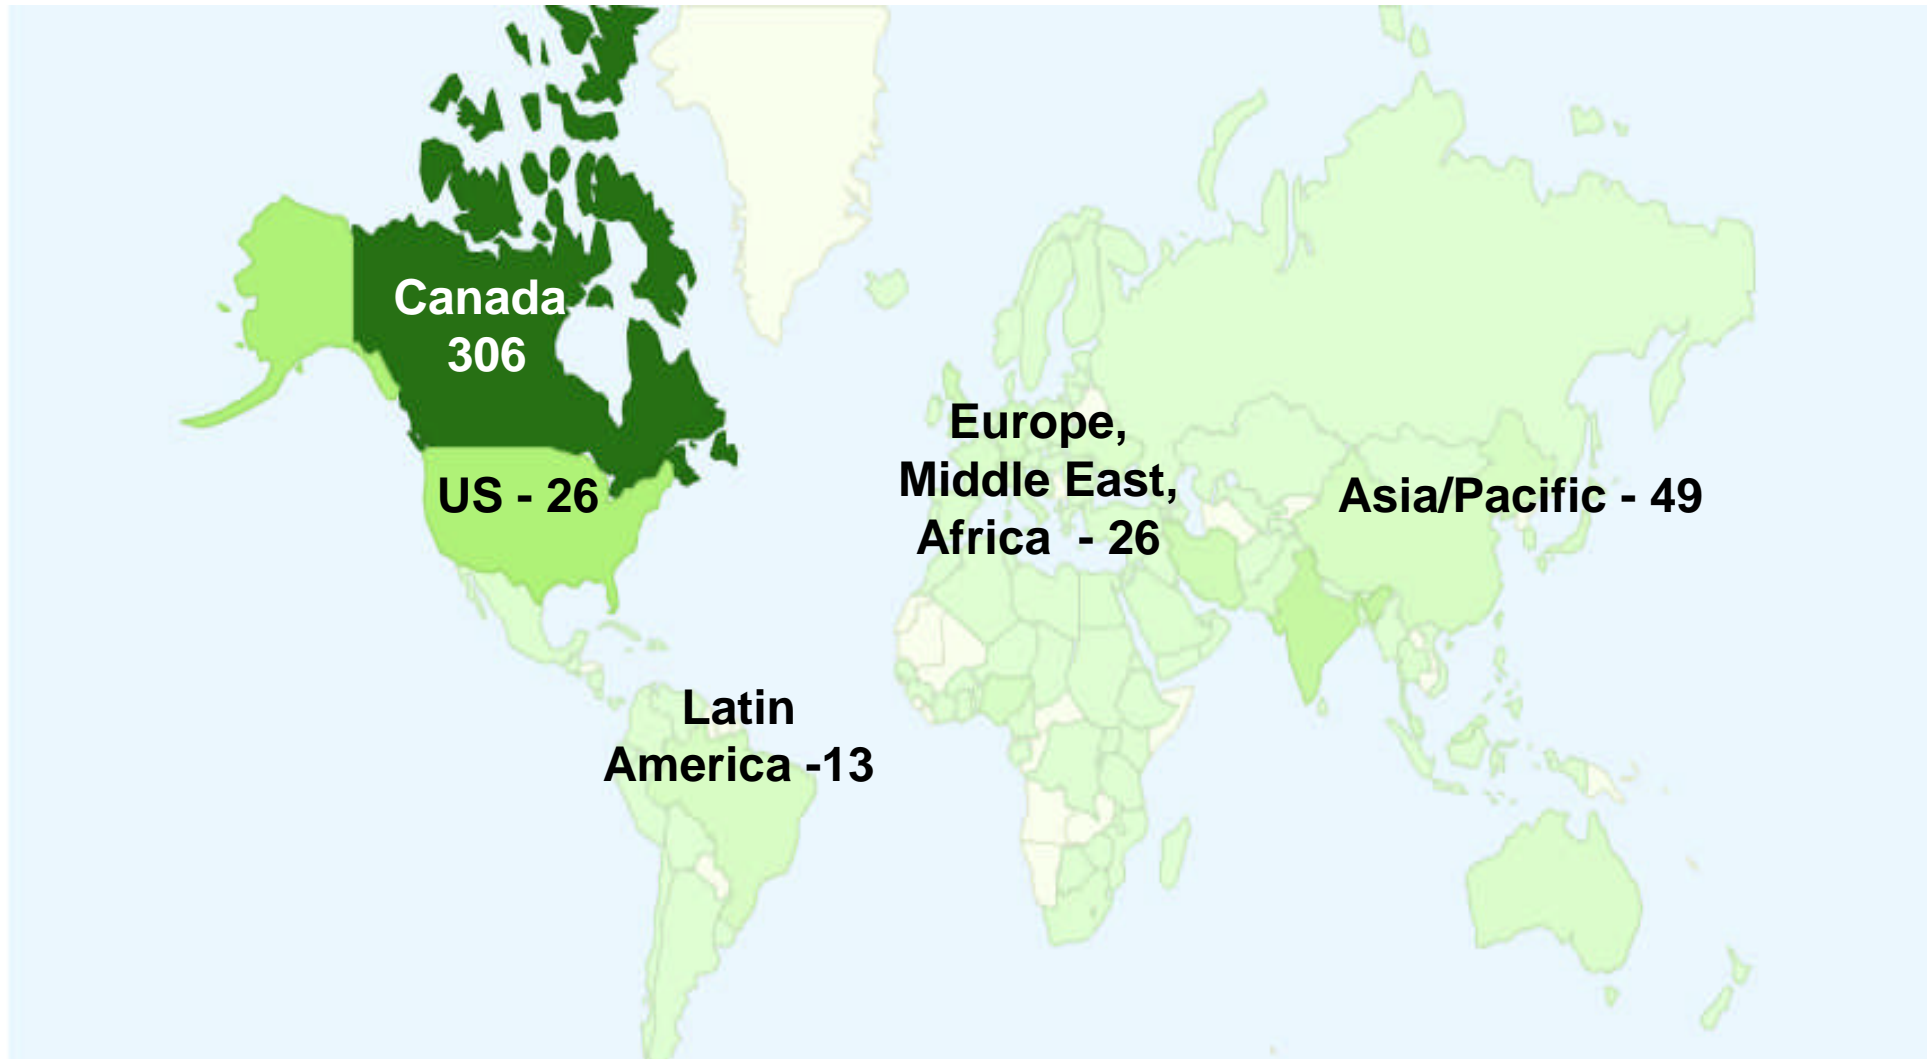 Canada
306
US - 26
Europe,
Middle East,
Africa  - 26
Asia/Pacific - 49
Latin
America -13